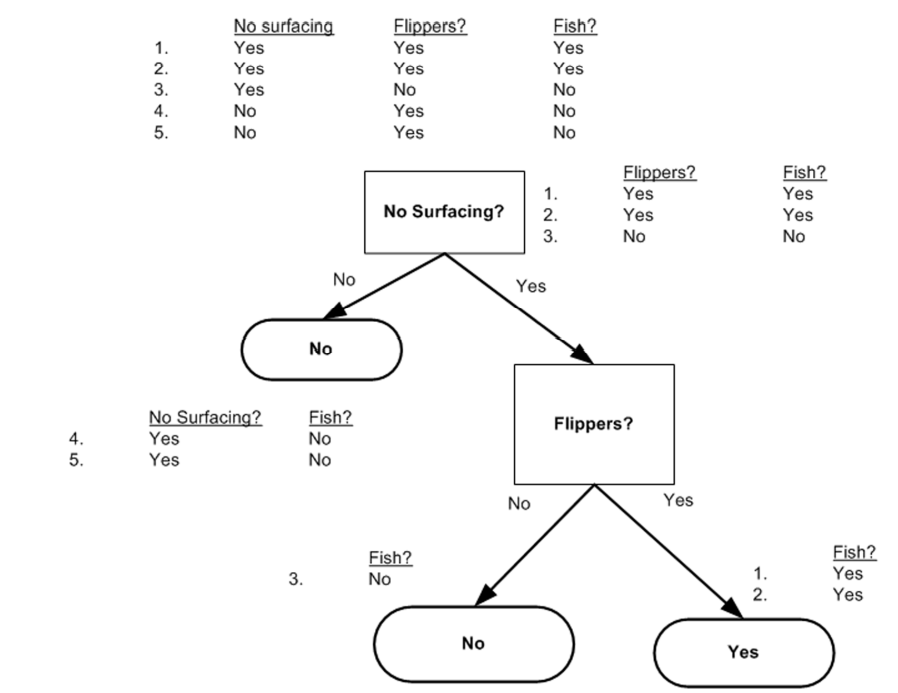 No surfacing Flippers? Fish?
1. Yes Yes Yes
2. Yes Yes Yes
3. Yes No No
4. No Yes No
5. No Yes No
Flippers? Fish?
1. Yes Yes
2. Yes Yes
3. No No
No Surfacing?
No
Yes
No
Flippers?
No Surfacing? Fish?
4. Yes No
5. Yes No
No
Yes
Fish?
3. No
Fish?
1. Yes
2. Yes
No
Yes